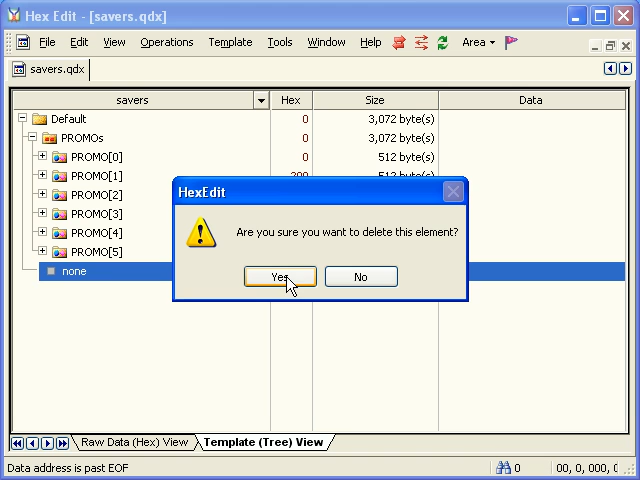 Hex Edit - [savers.qdx]
File Edit View Operations Template Tools Window Help Area
savers.qdx
savers Hex Size Data
Default 0 3,072 byte(s)
PROMOs 0 3,072 byte(s)
PROMO[0] 0 512 byte(s)
PROMO[1] 200 512 byte(s)
PROMO[2]
PROMO[3]
PROMO[4]
PROMO[5]
none
HexEdit
Are you sure you want to delete this element?
Yes No
Raw Data (Hex) View Template (Tree) View
Data address is past EOF 0 00, 0, 000, 0